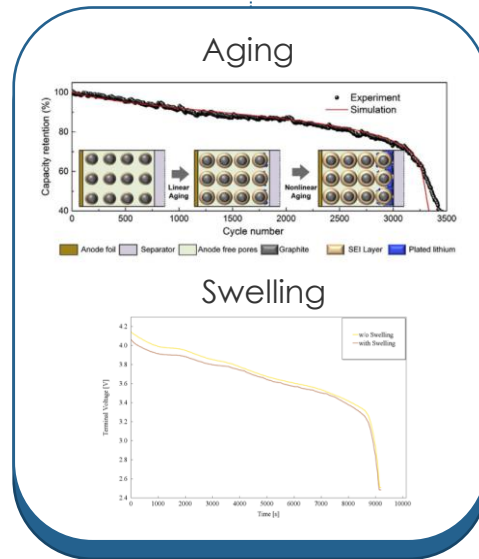 Aging
Capacity retention (%)
100
80
60
40
Experiment
Simulation
Linear
Aging
Nonlinear
Aging
0 500 1000 1500 2000 2500 3000 3500
Cycle number
Anode foil Separator Anode free pores Graphite SEI Layer Plated lithium
Swelling
Terminal Voltage [V]
4.2
4.0
3.8
3.6
3.4
3.2
3.0
2.8
2.6
2.4
w/o Swelling
with Swelling
0 1000 2000 3000 4000 5000 6000 7000 8000 9000 10000
Time [s]